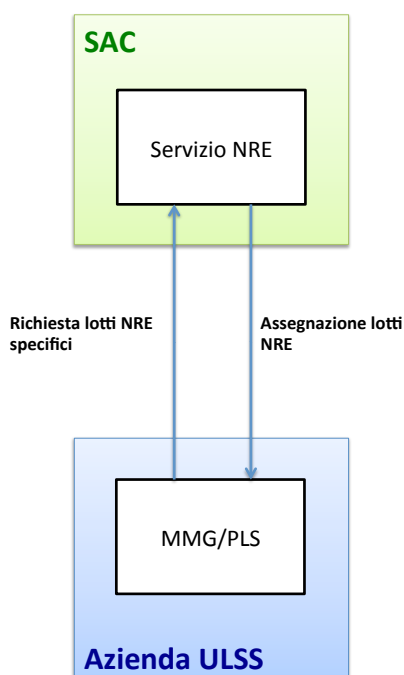 SAC
Servizio NRE
Richiesta lotti NRE
specifici
Assegnazione lotti
NRE
MMG/PLS
Azienda ULSS